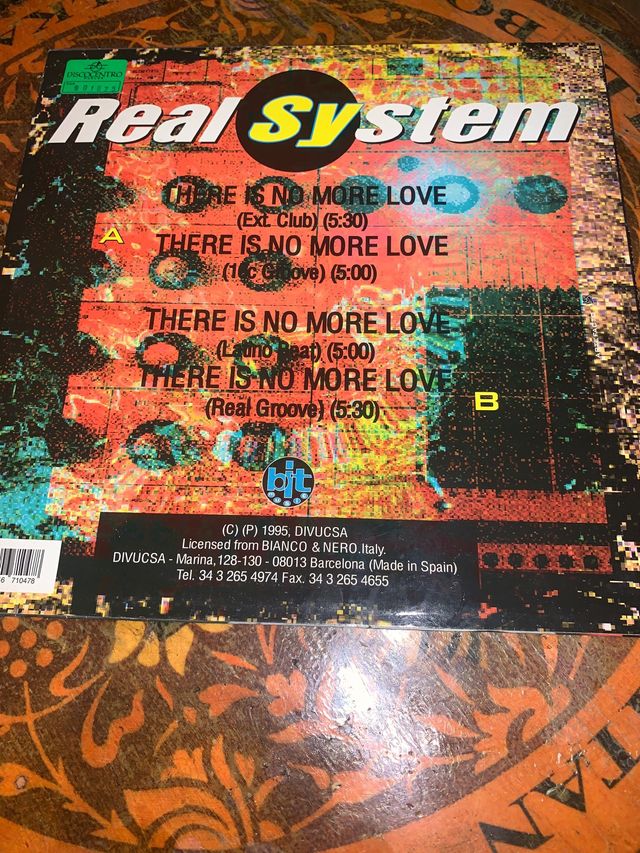 DISCOCENTRO
Real System
THERE IS NO MORE LOVE
(Ext. Club) (5:30)
A
THERE IS NO MORE LOVE
Groove) (5:00)
THERE IS NO MORE LOVE
Beat) (5:00)
THERE IS NO MORE LOVE
(Real Groove) (5:30)
B
bit
MUSIC
(C) (P) 1995, DIVUCSA
Licensed from BIANCO & NERO.Italy.
DIVUCSA - Marina,128-130 - 08013 Barcelona (Made in Spain)
Tel. 34 3 265 4974 Fax. 34 3 265 4655
710478
TAN